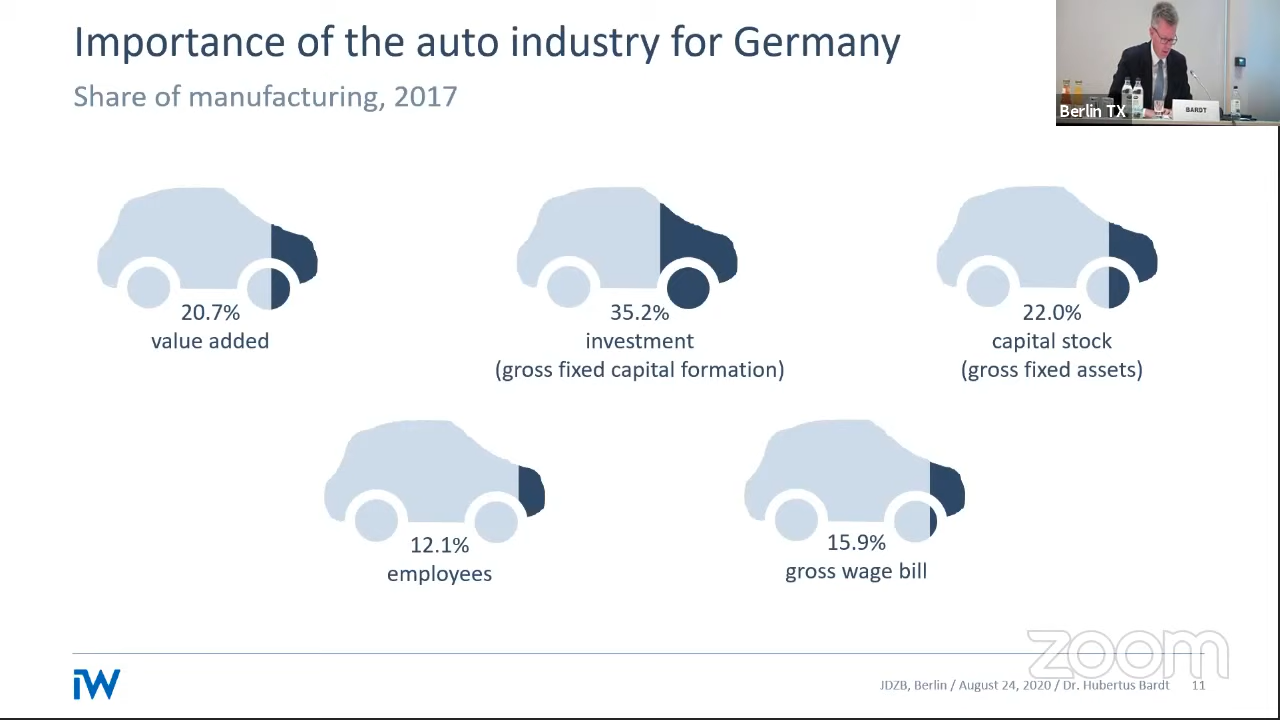 Importance of the auto industry for Germany
Share of manufacturing, 2017
Berlin TX
BARDT
20.7%
value added
35.2%
investment
(gross fixed capital formation)
22.0%
capital stock
(gross fixed assets)
12.1%
employees
15.9%
gross wage bill
zoom
iW
JDZB, Berlin / August 24, 2020 / Dr. Hubertus Bardt 11